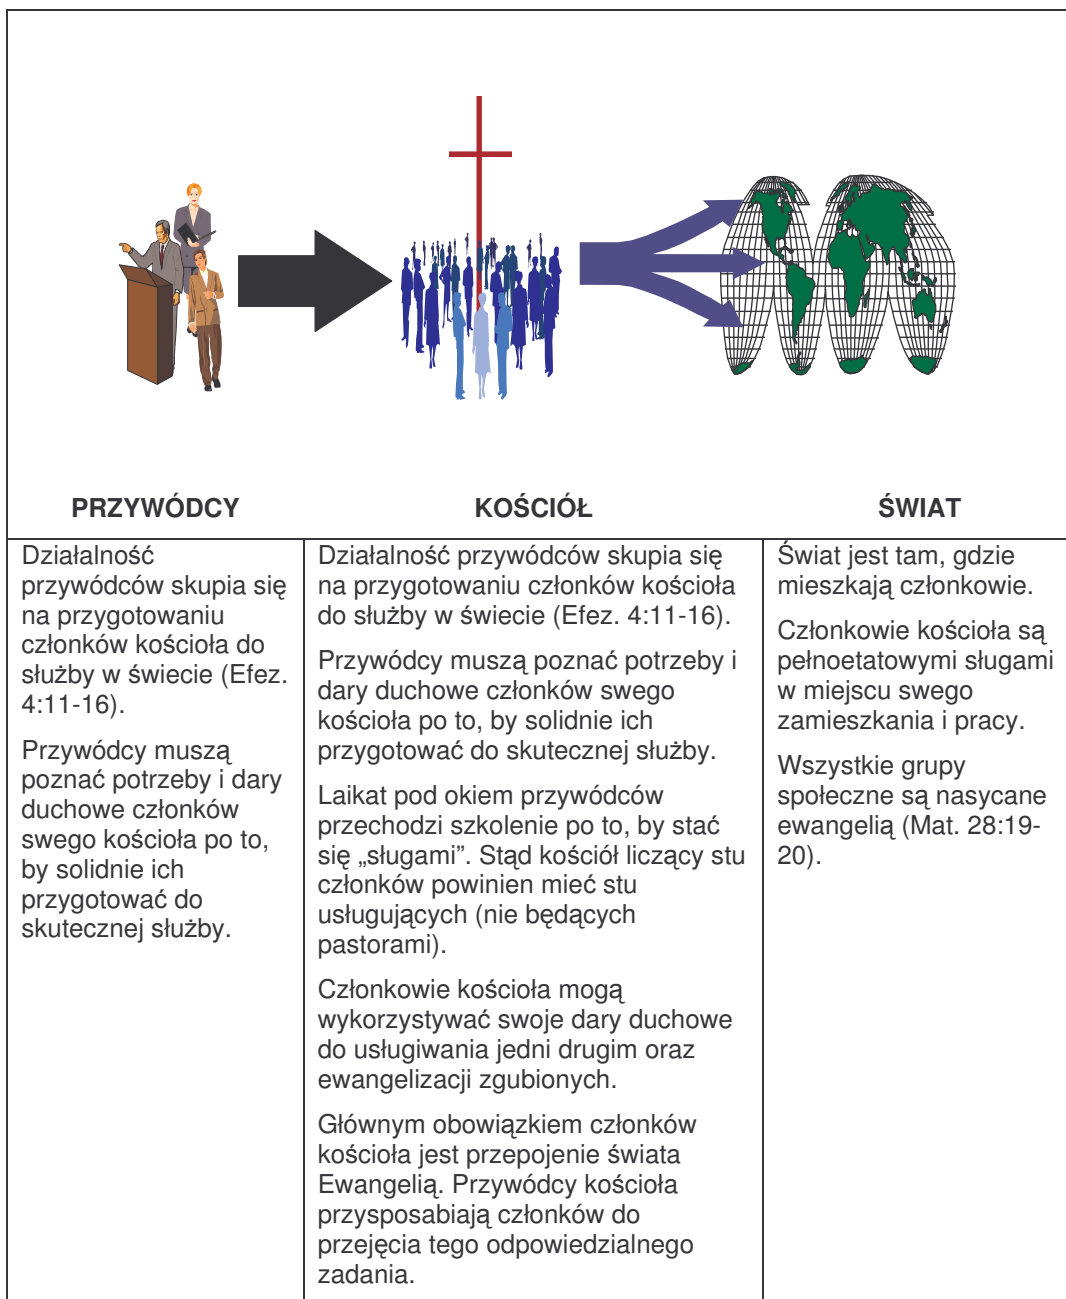 PRZYWÓDCY
KOŚCIÓŁ
ŚWIAT
Działalność
przywódców skupia się
na przygotowaniu
członków kościoła do
służby w świecie (Efez.
4:11-16).
Przywódcy muszą
poznać potrzeby i dary
duchowe członków
swego kościoła po to,
by solidnie ich
przygotować do
skutecznej służby.
Działalność przywódców skupia się
na przygotowaniu członków kościoła
do służby w świecie (Efez. 4:11-16).
Przywódcy muszą poznać potrzeby i
dary duchowe członków swego
kościoła po to, by solidnie ich
przygotować do skutecznej służby.
Laikat pod okiem przywódców
przechodzi szkolenie po to, by stać
się „sługami”. Stąd kościół liczący stu
członków powinien mieć stu
usługujących (nie będących
pastorami).
Członkowie kościoła mogą
wykorzystywać swoje dary duchowe
do usługiwania jedni drugim oraz
ewangelizacji zgubionych.
Głównym obowiązkiem członków
kościoła jest przepojenie świata
Ewangelią. Przywódcy kościoła
przysposabiają członków do
przejęcia tego odpowiedzialnego
zadania.
Świat jest tam, gdzie
mieszkają członkowie.
Członkowie kościoła są
pełnoetatowymi sługami
w miejscu swego
zamieszkania i pracy.
Wszystkie grupy
społeczne są nasycane
ewangelią (Mat. 28:19-
20).